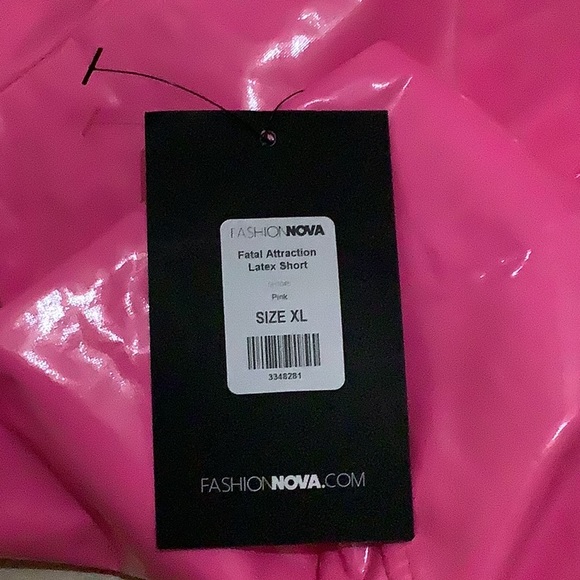 FASHIONNOVA
Fatal Attraction
Latex Short
Pink
SIZE XL
3348281
FASHIONNOVA.COM